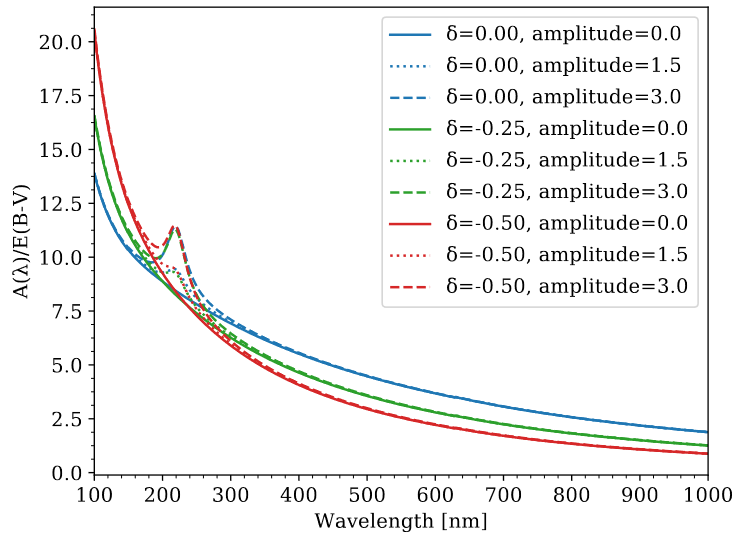 20.0
17.5
15.0
12.5
10.0
7.5
5.0
2.5
0.0
A(λ)/E(B-V)
δ=0.00, amplitude=0.0
δ=0.00, amplitude=1.5
δ=0.00, amplitude=3.0
δ=-0.25, amplitude=0.0
δ=-0.25, amplitude=1.5
δ=-0.25, amplitude=3.0
δ=-0.50, amplitude=0.0
δ=-0.50, amplitude=1.5
δ=-0.50, amplitude=3.0
100 200 300 400 500 600 700 800 900 1000
Wavelength [nm]